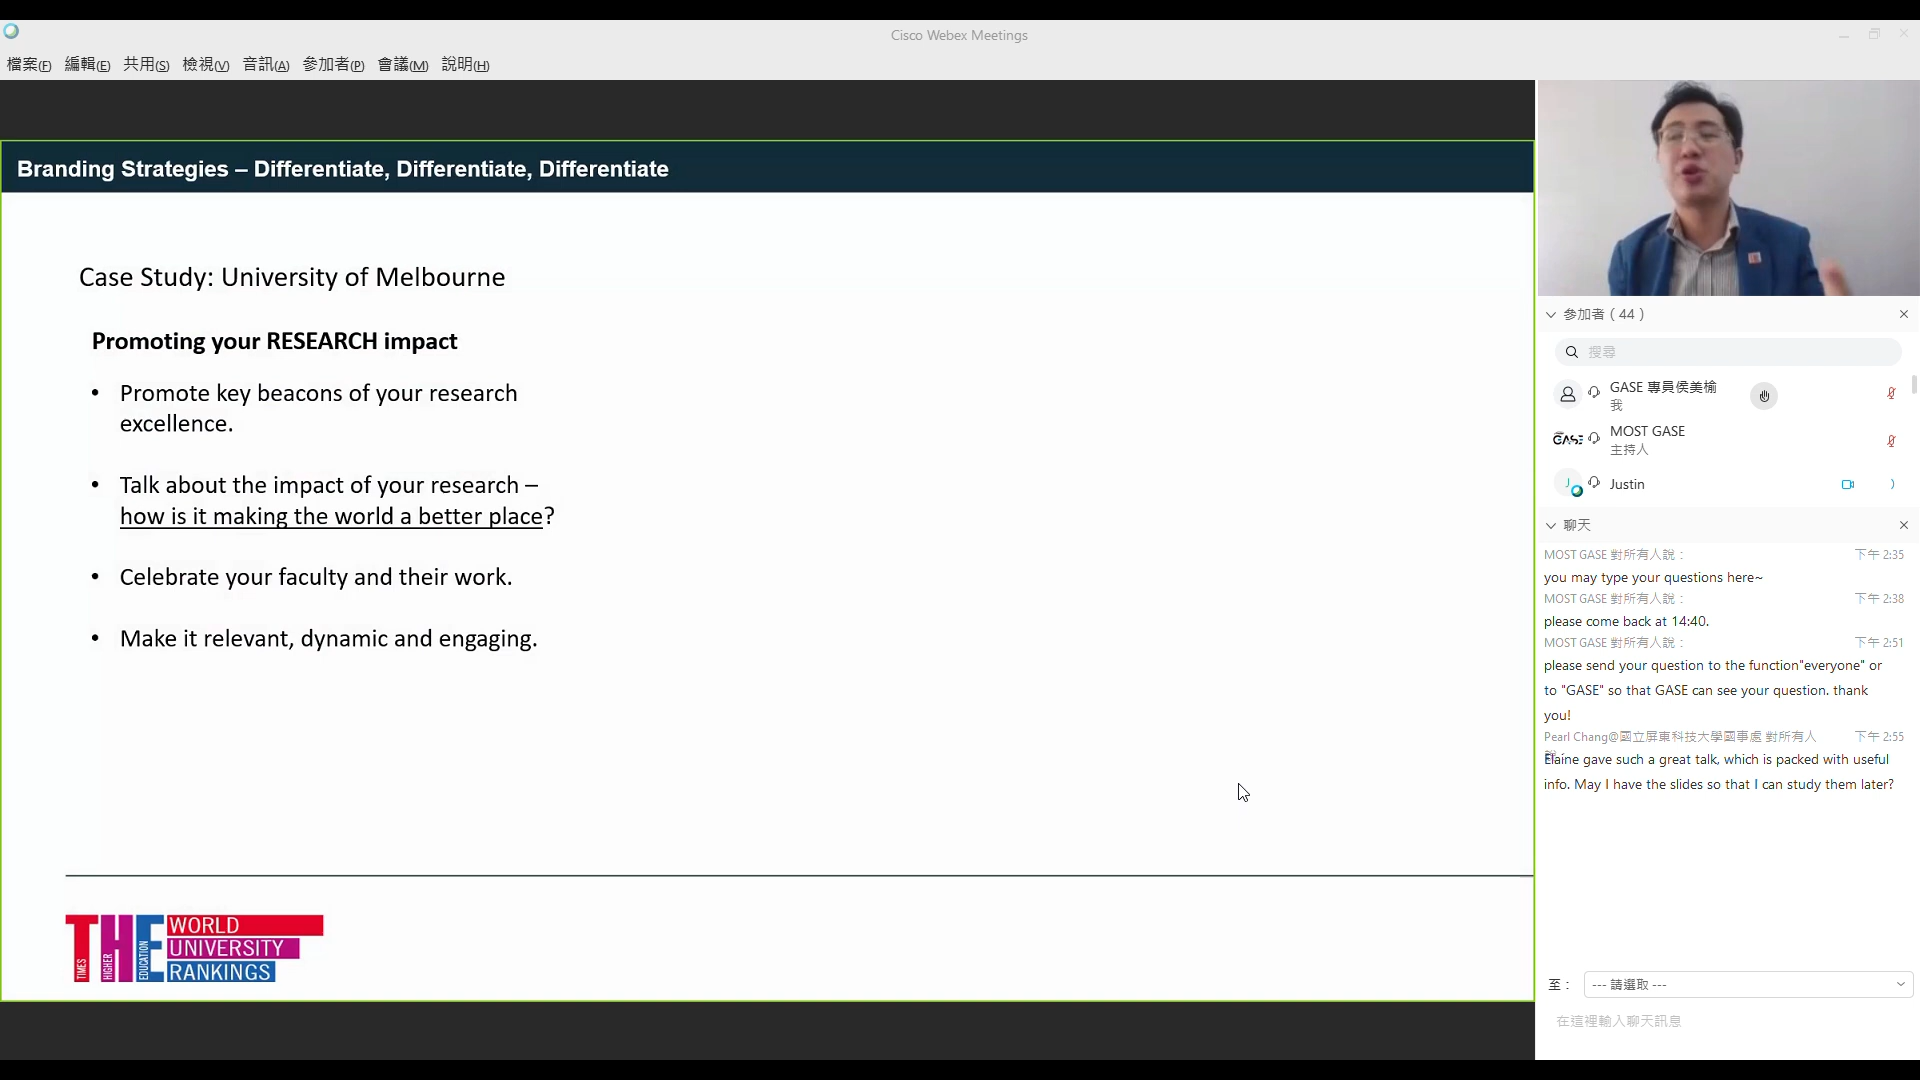 Cisco Webex Meetings
檔案(F) 編輯(E) 共用(S) 檢視(V) 音訊(A) 參加者(P) 會議(M) 說明(H)
Branding Strategies – Differentiate, Differentiate, Differentiate
Case Study: University of Melbourne
Promoting your RESEARCH impact
• Promote key beacons of your research
excellence.
• Talk about the impact of your research –
how is it making the world a better place?
• Celebrate your faculty and their work.
• Make it relevant, dynamic and engaging.
THE
TIMES
HIGHER
EDUCATION
WORLD
UNIVERSITY
RANKINGS
參加者 ( 44 )
搜尋
GASE 專員侯美榆
我
GASE
MOST GASE
主持人
J
Justin
聊天
MOST GASE 對所有人說： 下午 2:35
you may type your questions here~
MOST GASE 對所有人說： 下午 2:38
please come back at 14:40.
MOST GASE 對所有人說： 下午 2:51
please send your question to the function"everyone" or
to "GASE" so that GASE can see your question. thank
you!
Pearl Chang@國立屏東科技大學國事處 對所有人 下午 2:55
Elaine gave such a great talk, which is packed with useful
info. May I have the slides so that I can study them later?
至： --- 請選取 ---
在這裡輸入聊天訊息